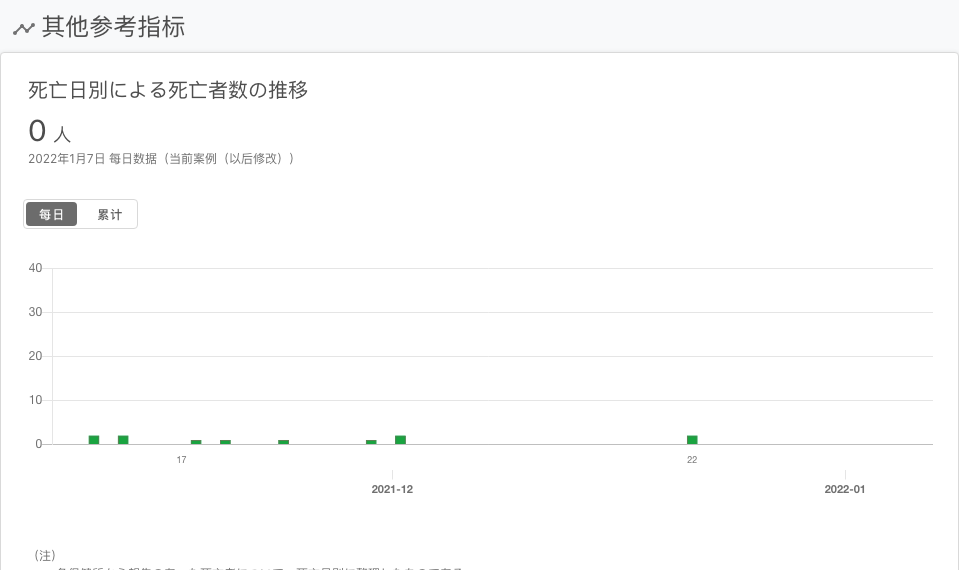 其他参考指标
死亡日別による死亡者数の推移
0 人
2022年1月7日 每日数据（当前案例（以后修改））
每日 累计
40
30
20
10
0
17 22
2021-12 2022-01
（注）